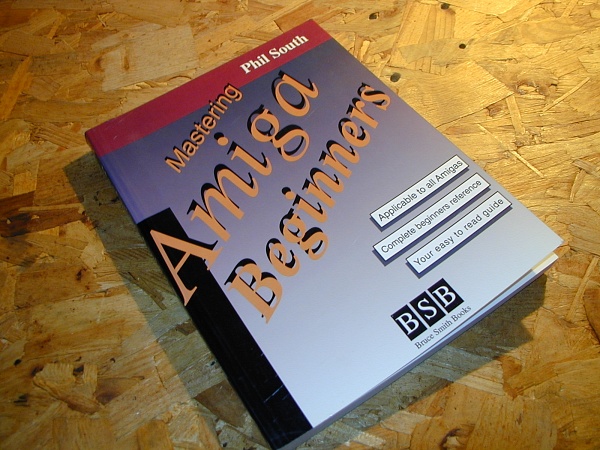 Phil South
Mastering
Amiga
Beginners
Applicable to all Amigas
Complete beginners reference
Your easy to read guide
BSB
Bruce Smith Books